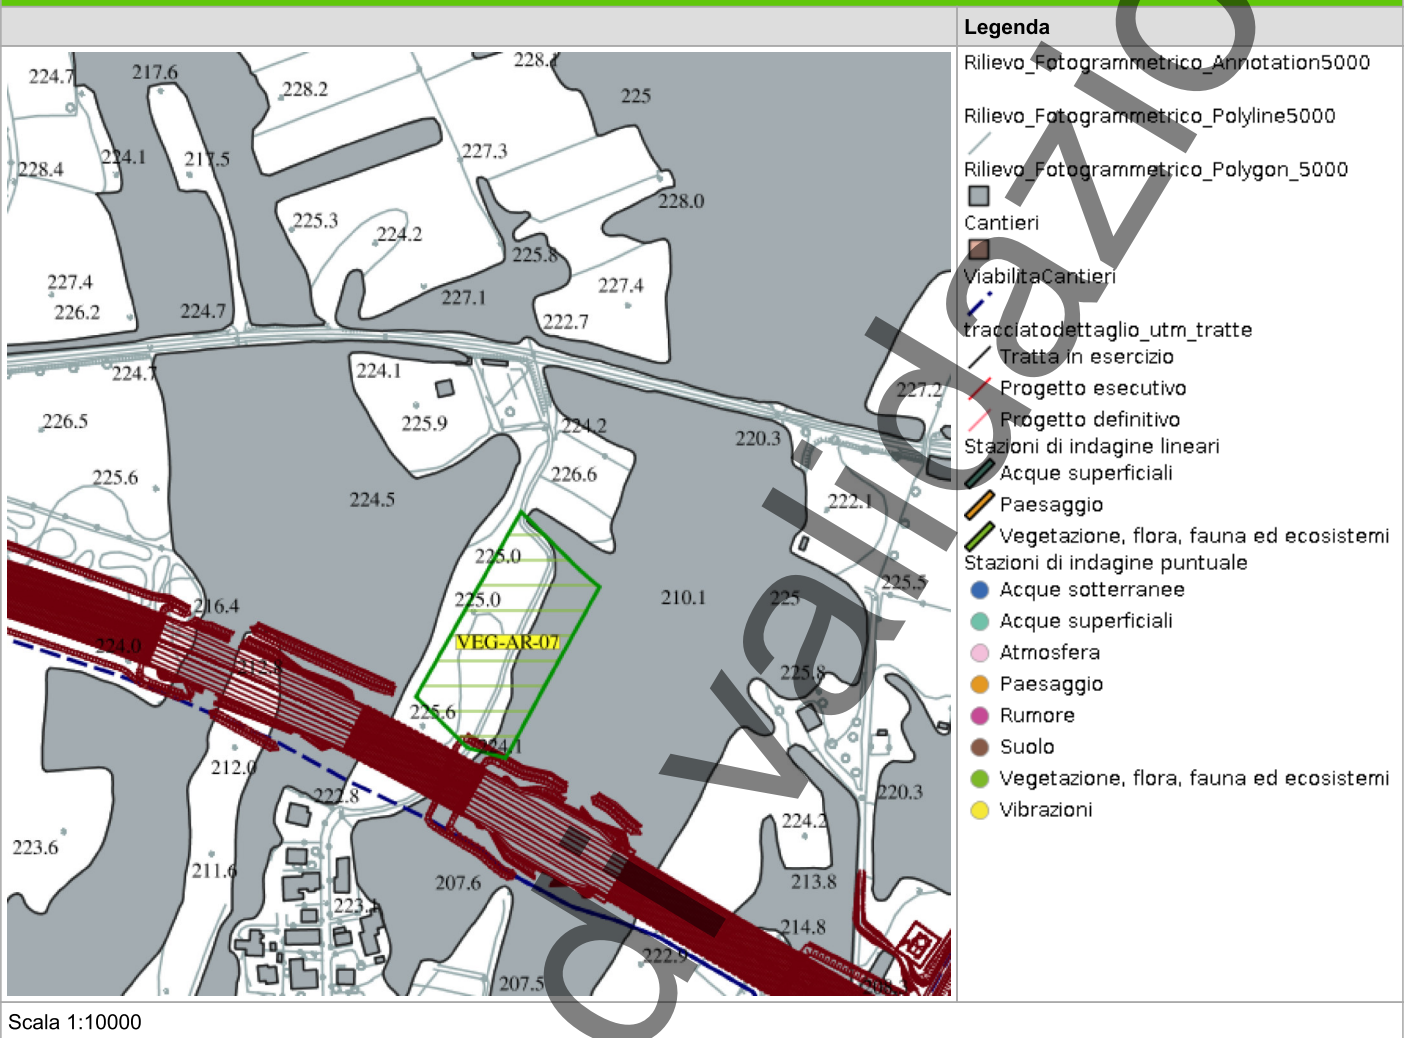 Legenda
Rilievo_Fotogrammetrico_Annotation5000
Rilievo_Fotogrammetrico_Polyline5000
Rilievo_Fotogrammetrico_Polygon_5000
Cantieri
ViabilitaCantieri
tracciatodettaglio_utm_tratte
Tratta in esercizio
Progetto esecutivo
Progetto definitivo
Stazioni di indagine lineari
Acque superficiali
Paesaggio
Vegetazione, flora, fauna ed ecosistemi
Stazioni di indagine puntuale
Acque sotterranee
Acque superficiali
Atmosfera
Paesaggio
Rumore
Suolo
Vegetazione, flora, fauna ed ecosistemi
Vibrazioni
228.1
224.7
217.6
228.2
225
227.3
224.1
217.5
228.4
228.0
225.3
224.2
225.8
227.4
227.4
227.1
226.2
224.7
222.7
224.7
224.1
227.2
226.5
225.9
224.2
220.3
225.6
226.6
224.5
222.1
225.0
225.5
225.0
210.1
225
216.4
224.0
VEG-AR-07
225.8
225.6
224.1
212.0
222.8
220.3
224.2
223.6
211.6
207.6
213.8
223.1
214.8
222.9
207.5
Scala 1:10000
validazio